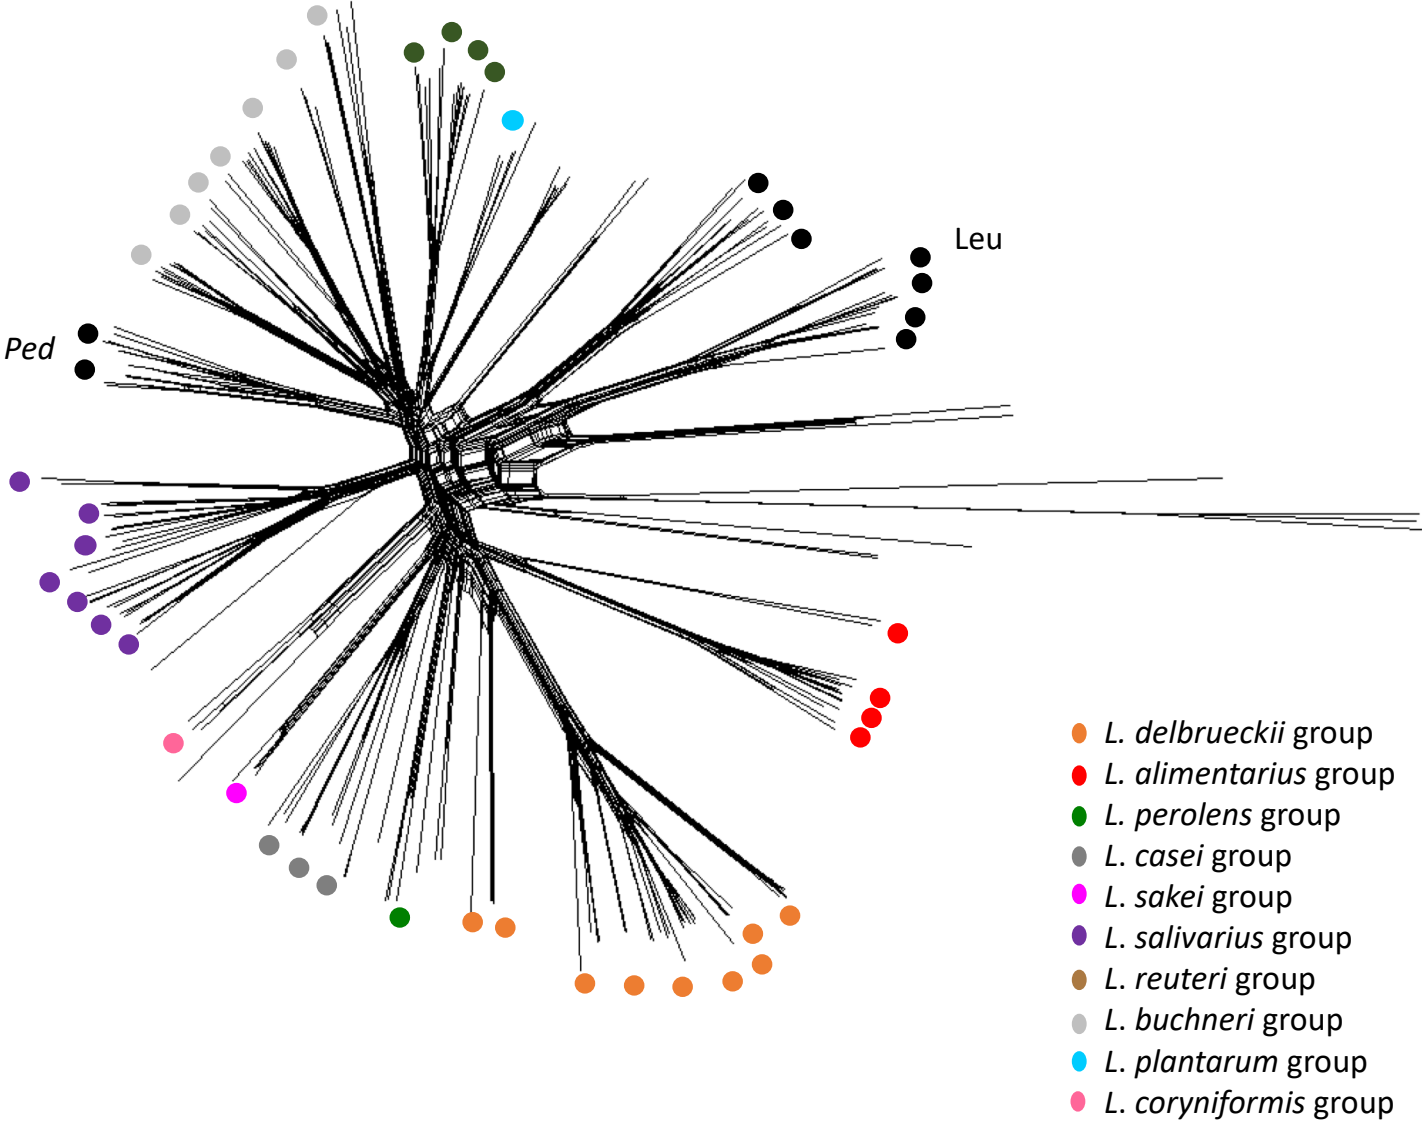 Leu
Ped
L. delbrueckii group
L. alimentarius group
L. perolens group
L. casei group
L. sakei group
L. salivarius group
L. reuteri group
L. buchneri group
L. plantarum group
L. coryniformis group